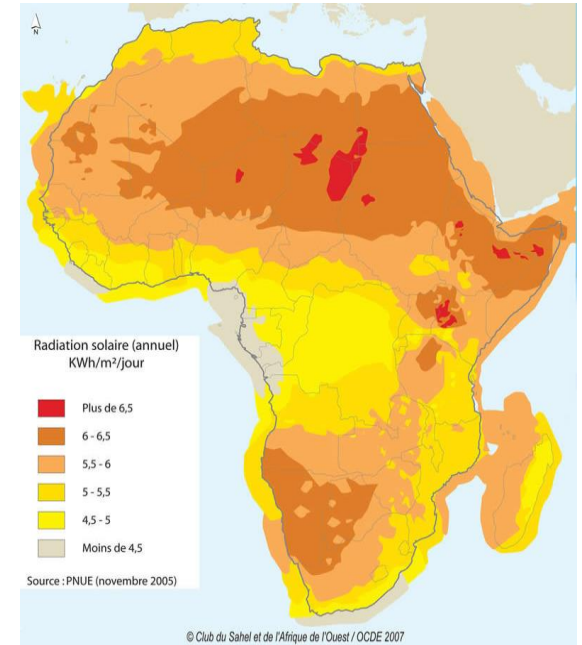 N
Radiation solaire (annuel)
KWh/m²/jour
Plus de 6,5
6 - 6,5
5,5 - 6
5 - 5,5
4,5 - 5
Moins de 4,5
Source : PNUE (novembre 2005)
© Club du Sahel et de l'Afrique de l'Ouest / OCDE 2007